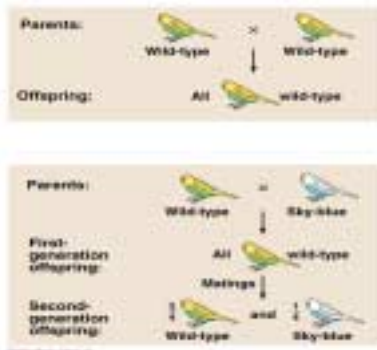 Parents: ×
Wild-type Wild-type
Offspring: All wild-type
Parents: ×
Wild-type Sky-blue
First-
generation All wild-type
offspring:
Matings
Second-
generation and
offspring: Wild-type Sky-blue